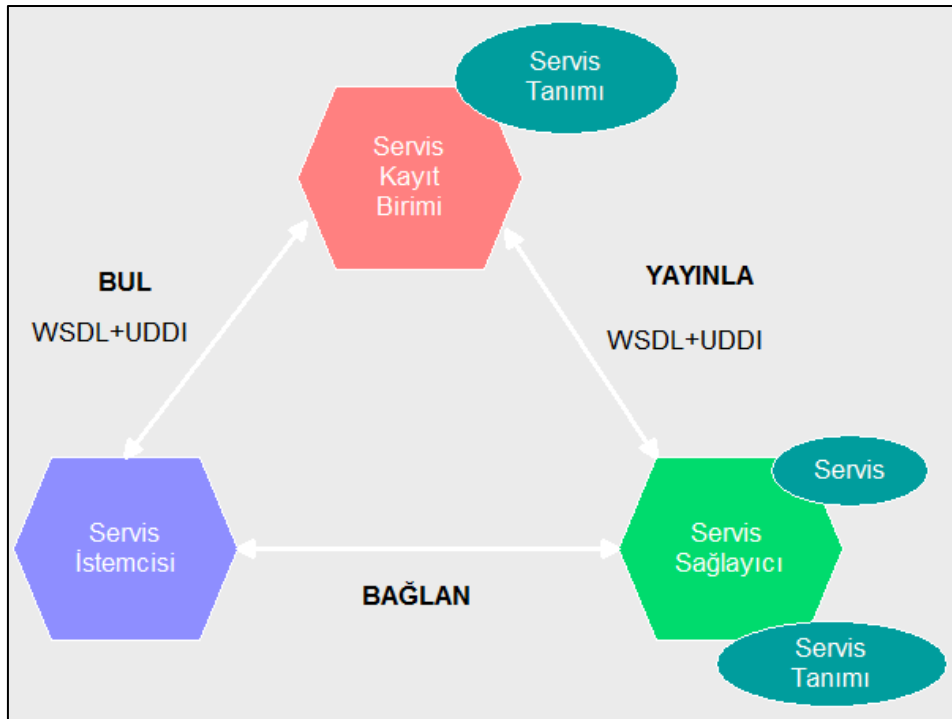 Servis
Tanımı
Servis
Kayıt
Birimi
BUL
WSDL+UDDI
YAYINLA
WSDL+UDDI
Servis
İstemcisi
BAĞLAN
Servis
Servis
Sağlayıcı
Servis
Tanımı